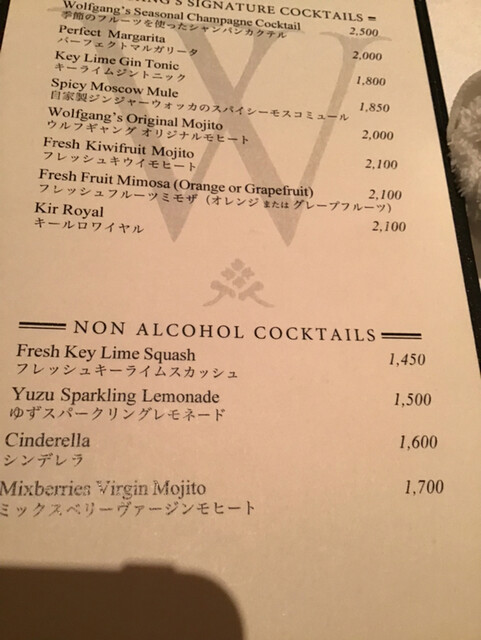 G'S SIGNATURE COCKTAILS
Wolfgang's Seasonal Champagne Cocktail 2,500
季節のフルーツを使ったシャンパンカクテル
Perfect Margarita 2,000
パーフェクトマルガリータ
Key Lime Gin Tonic 1,800
キーライムジントニック
Spicy Moscow Mule 1,850
自家製ジンジャーウォッカのスパイシーモスコミュール
Wolfgang's Original Mojito 2,000
ウルフギャング オリジナルモヒート
Fresh Kiwifruit Mojito 2,100
フレッシュキウイモヒート
Fresh Fruit Mimosa (Orange or Grapefruit) 2,100
フレッシュフルーツミモザ (オレンジ または グレープフルーツ)
Kir Royal 2,100
キールロワイヤル
W
NON ALCOHOL COCKTAILS
Fresh Key Lime Squash 1,450
フレッシュキーライムスカッシュ
Yuzu Sparkling Lemonade 1,500
ゆずスパークリングレモネード
Cinderella 1,600
シンデレラ
Mixberries Virgin Mojito 1,700
ミックスベリーヴァージンモヒート